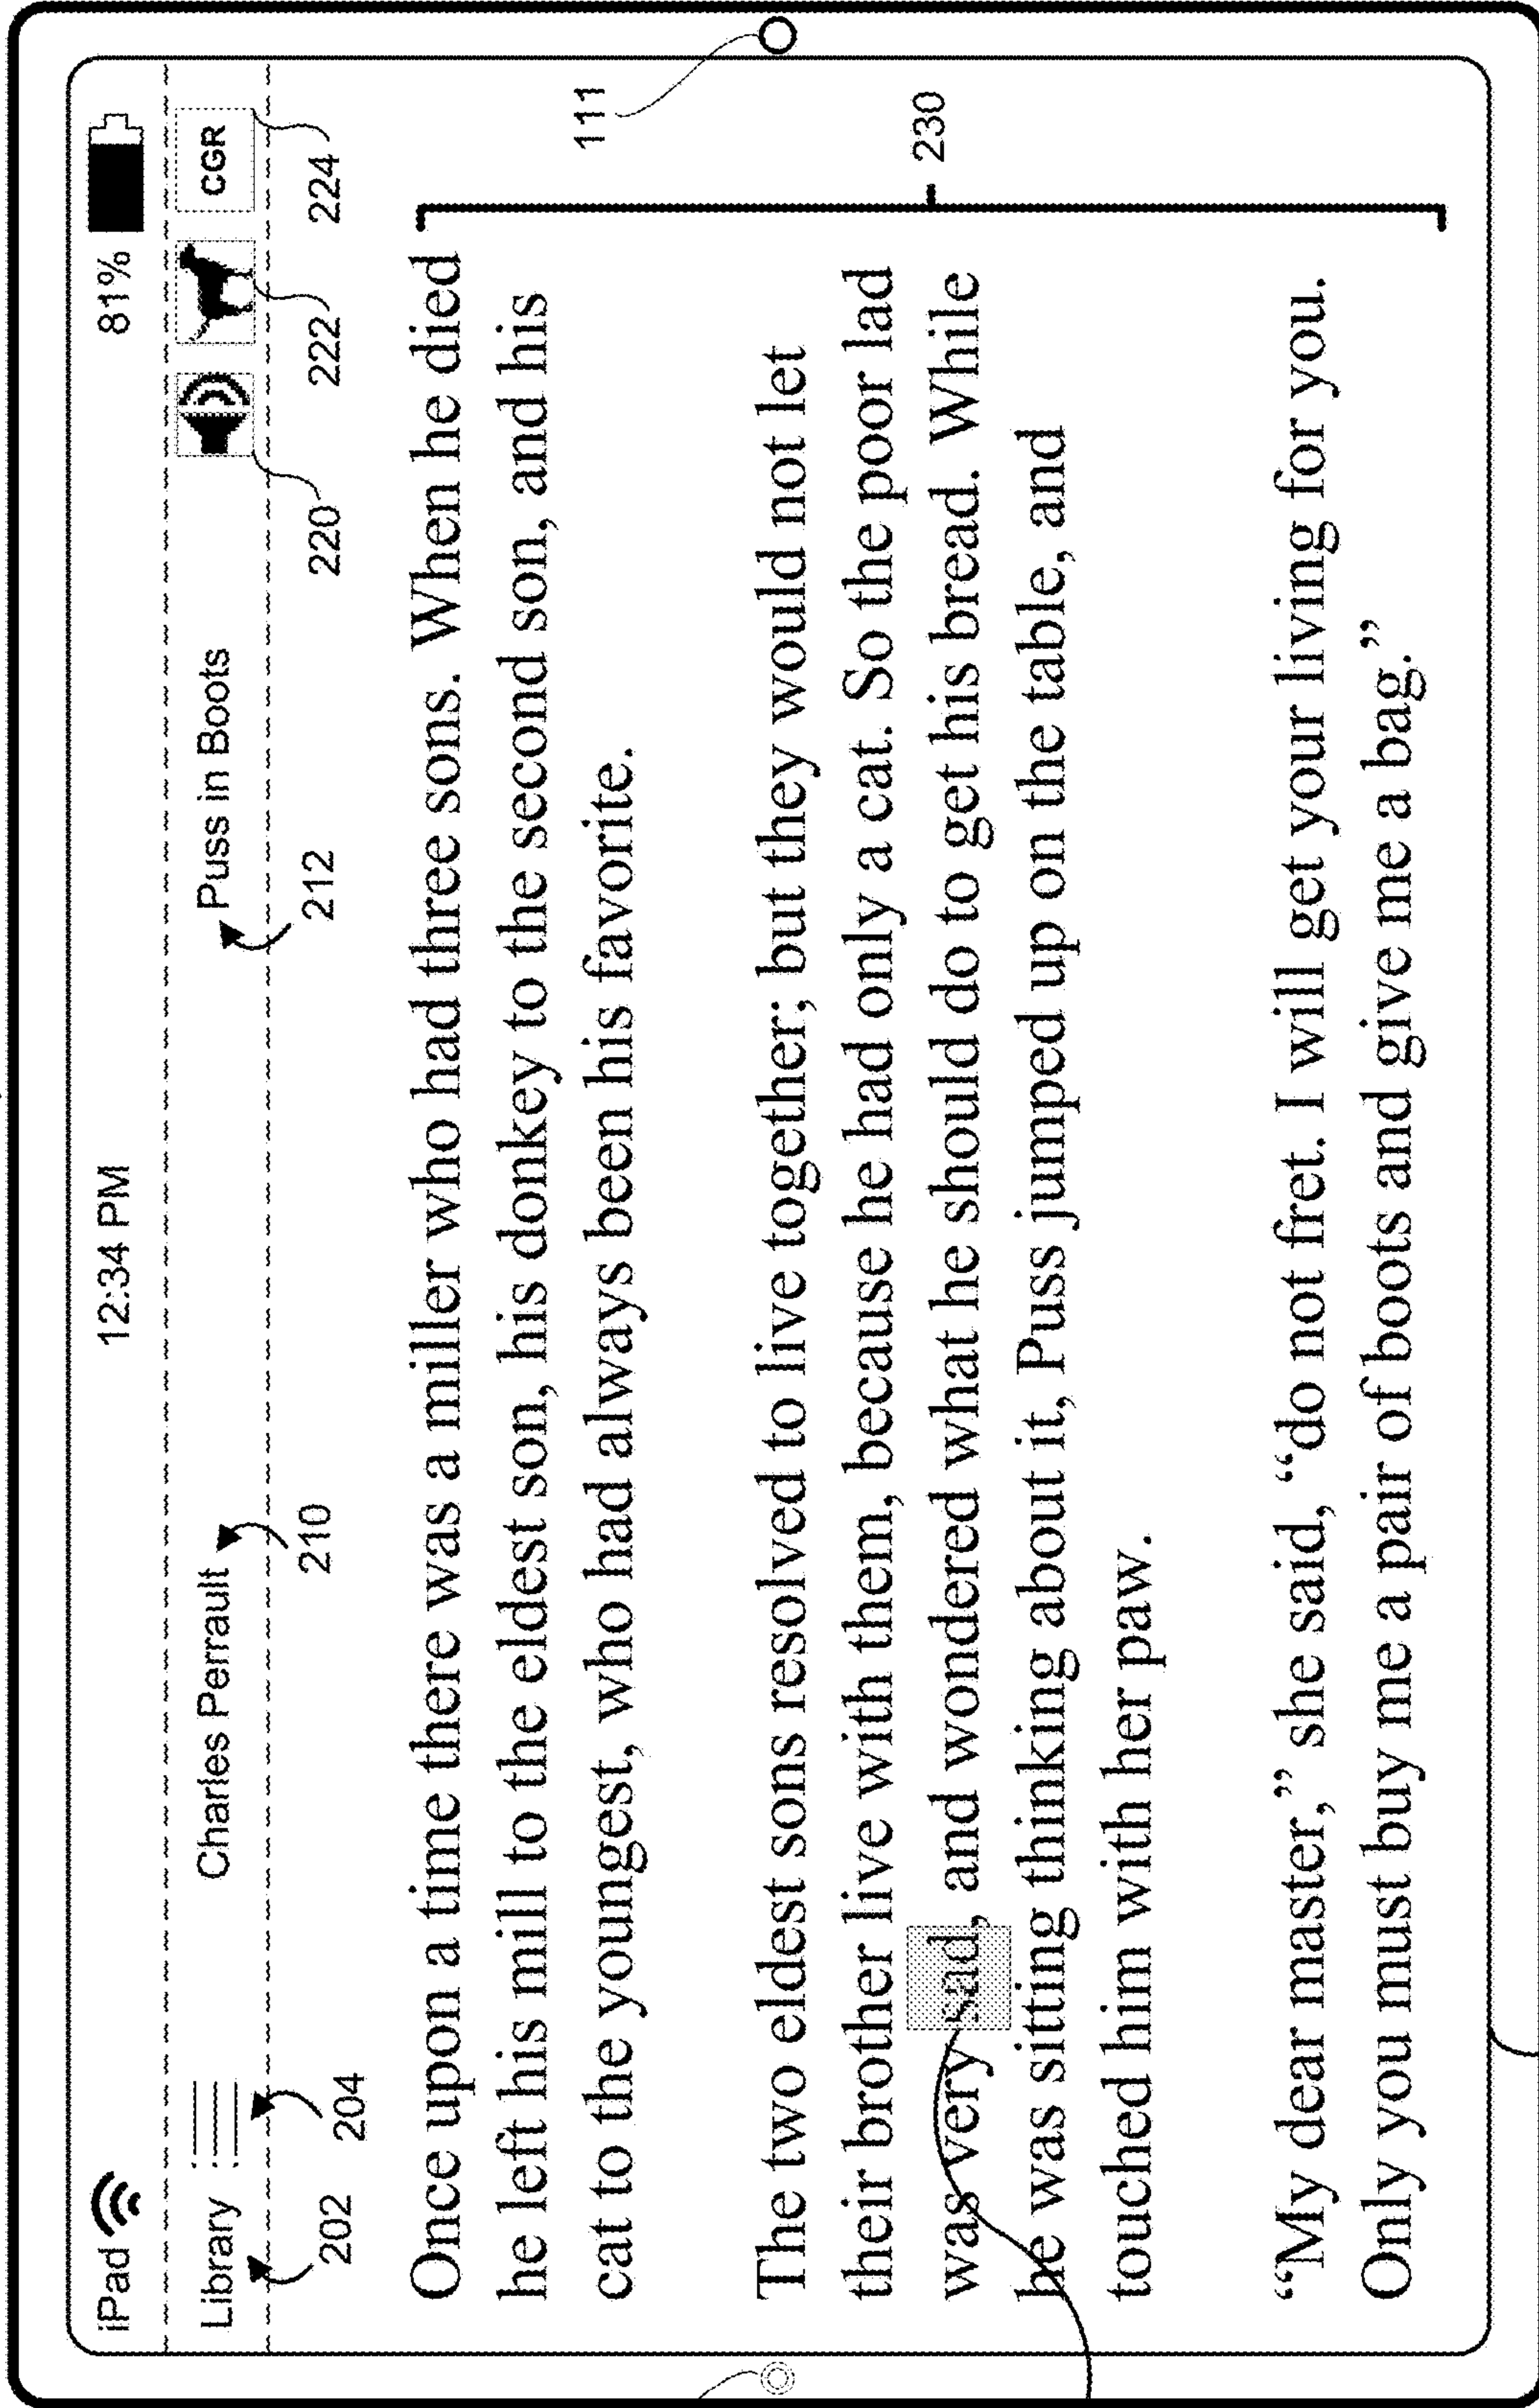 iPad 12:34 PM 81%
Library Charles Perrault Puss in Boots CGR
202 204 210 212 220 222 224
Once upon a time there was a miller who had three sons. When he died
he left his mill to the eldest son, his donkey to the second son, and his
cat to the youngest, who had always been his favorite.
111
The two eldest sons resolved to live together; but they would not let
their brother live with them, because he had only a cat. So the poor lad
was very sad, and wondered what he should do to get his bread. While
230
he was sitting thinking about it, Puss jumped up on the table, and
touched him with her paw.
“My dear master,” she said, “do not fret. I will get your living for you.
Only you must buy me a pair of boots and give me a bag.”